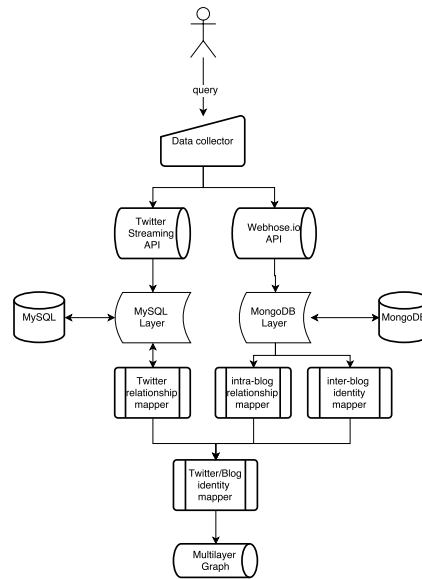 query
Data collector
Twitter
Streaming
API
Webhose.io
API
MySQL
MySQL
Layer
MongoDB
Layer
MongoDB
Twitter
relationship
mapper
intra-blog
relationship
mapper
inter-blog
identity
mapper
Twitter/Blog
identity
mapper
Multilayer
Graph